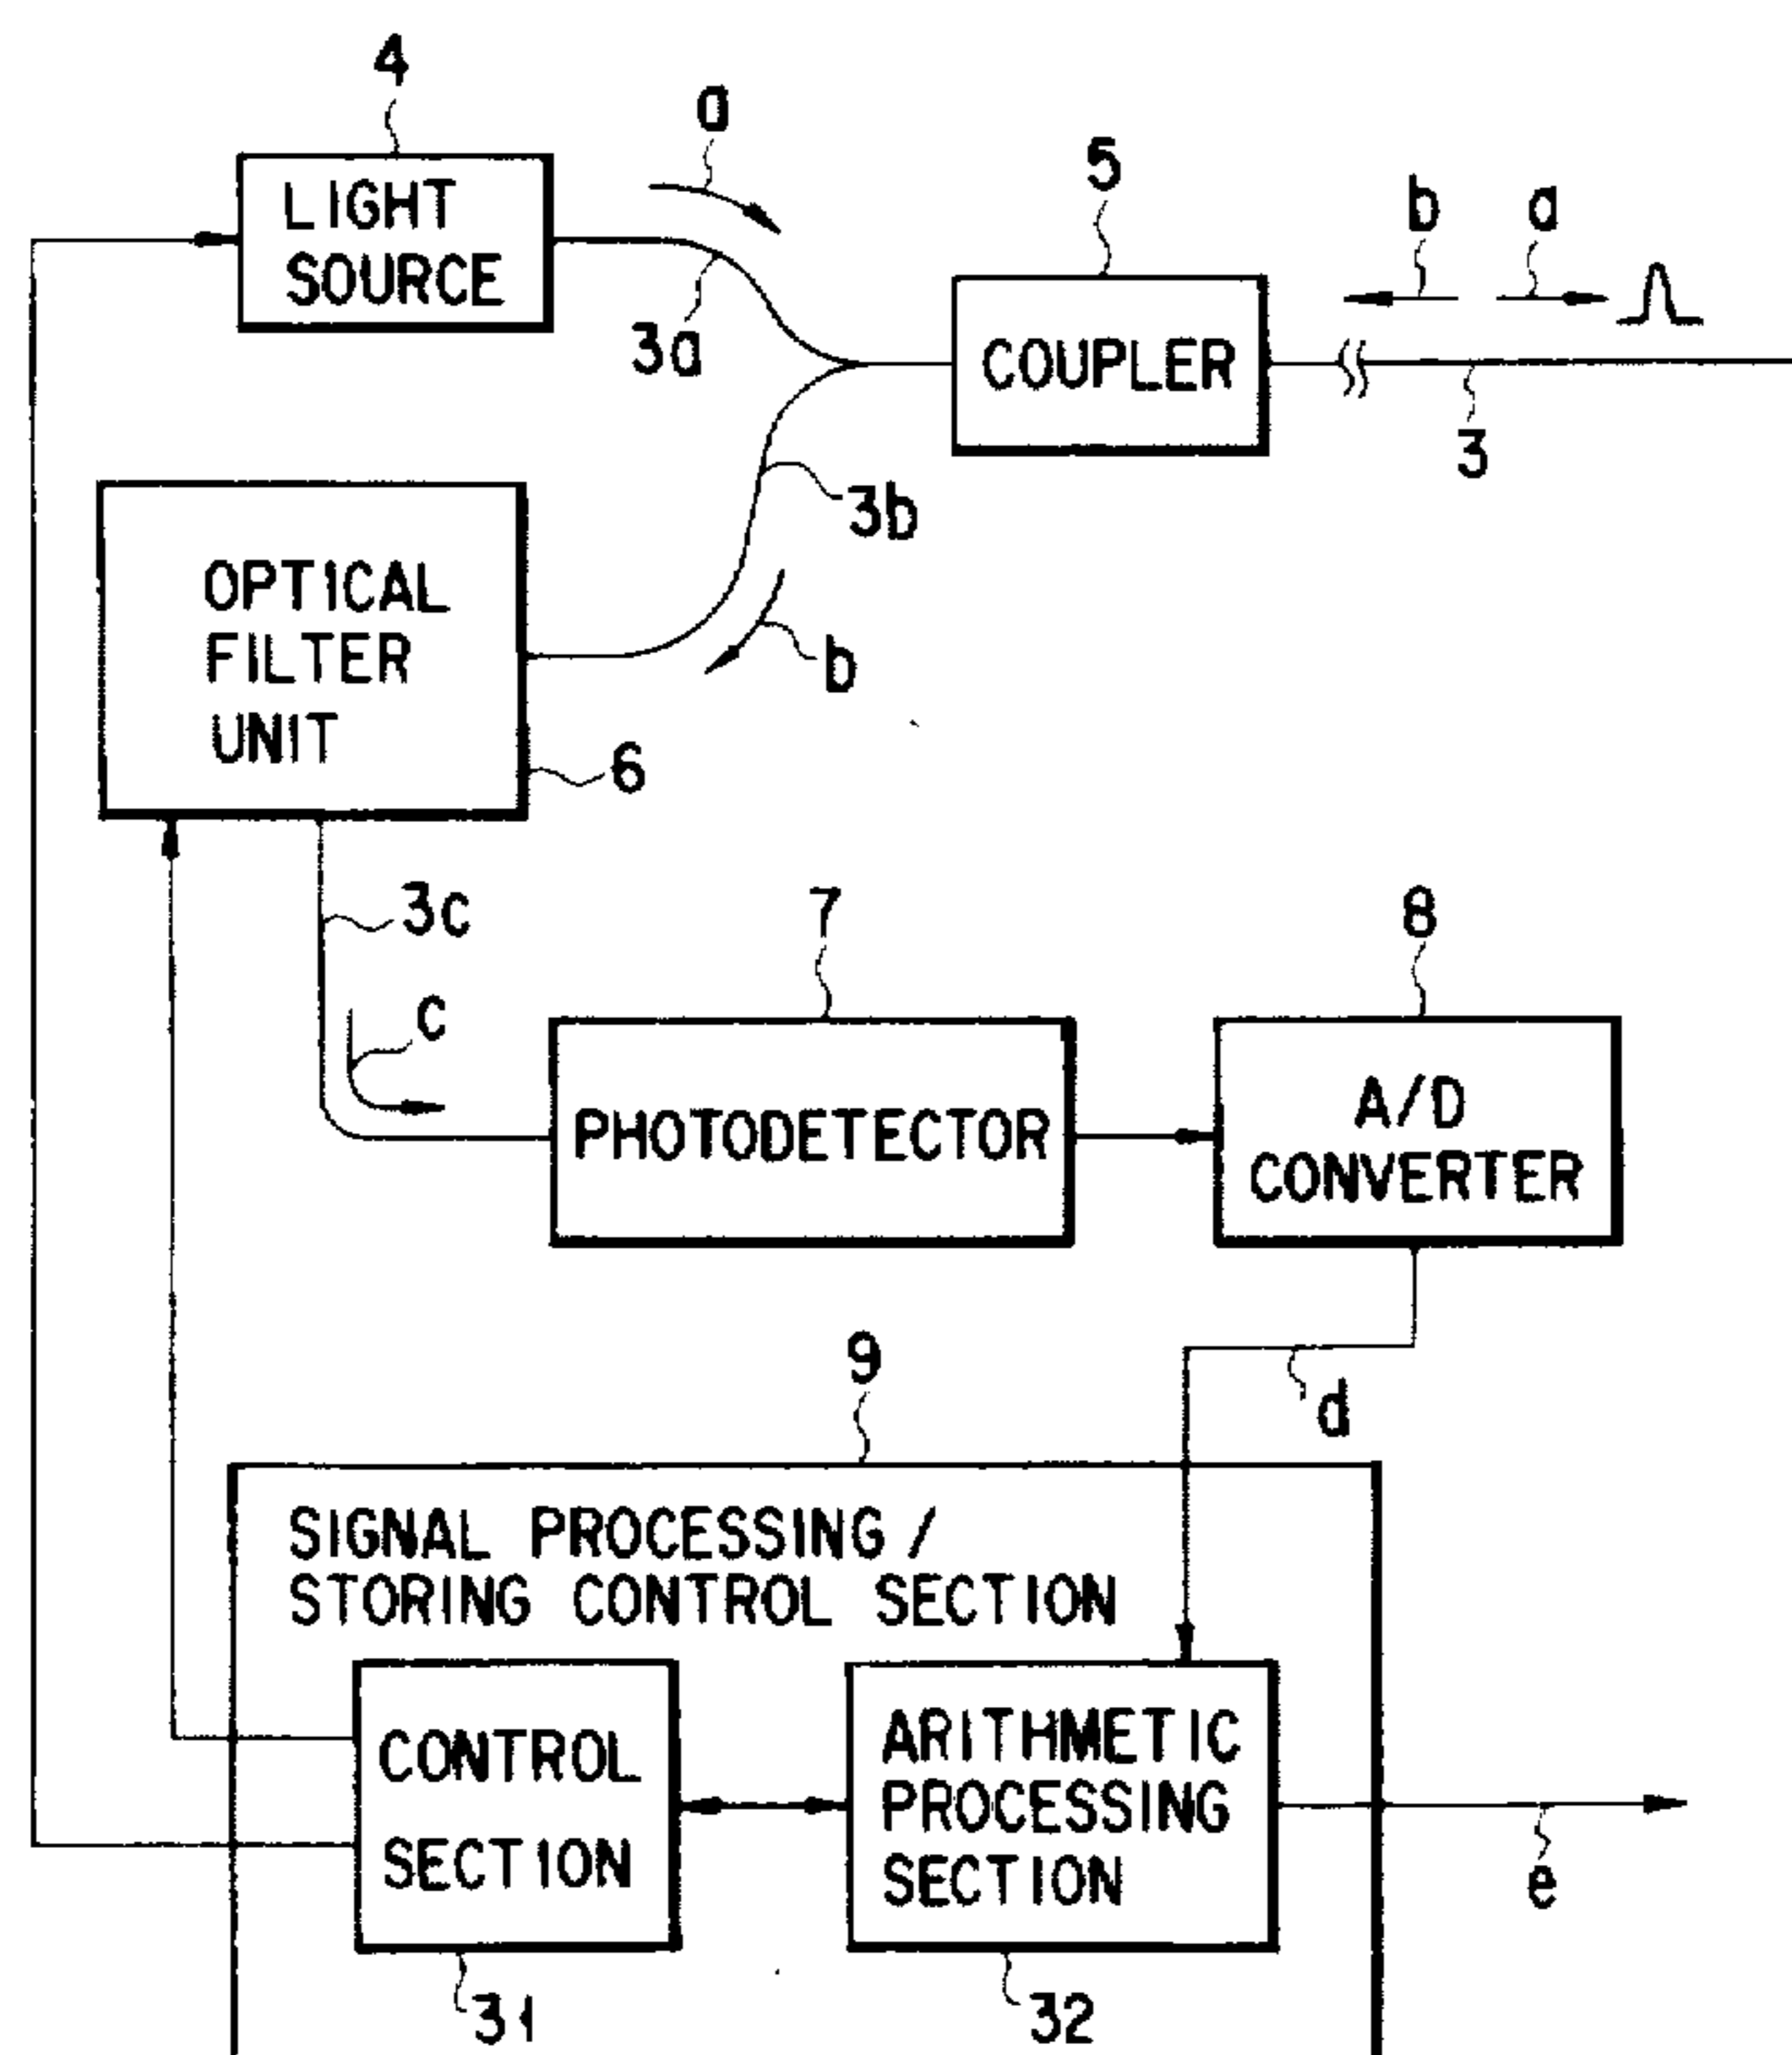 4
a
LIGHT
SOURCE
3a
5
COUPLER
b
a
3
3b
b
OPTICAL
FILTER
UNIT
6
3c
c
7
PHOTODETECTOR
8
A/D
CONVERTER
d
9
SIGNAL PROCESSING/
STORING CONTROL SECTION
CONTROL
SECTION
31
ARITHMETIC
PROCESSING
SECTION
32
e